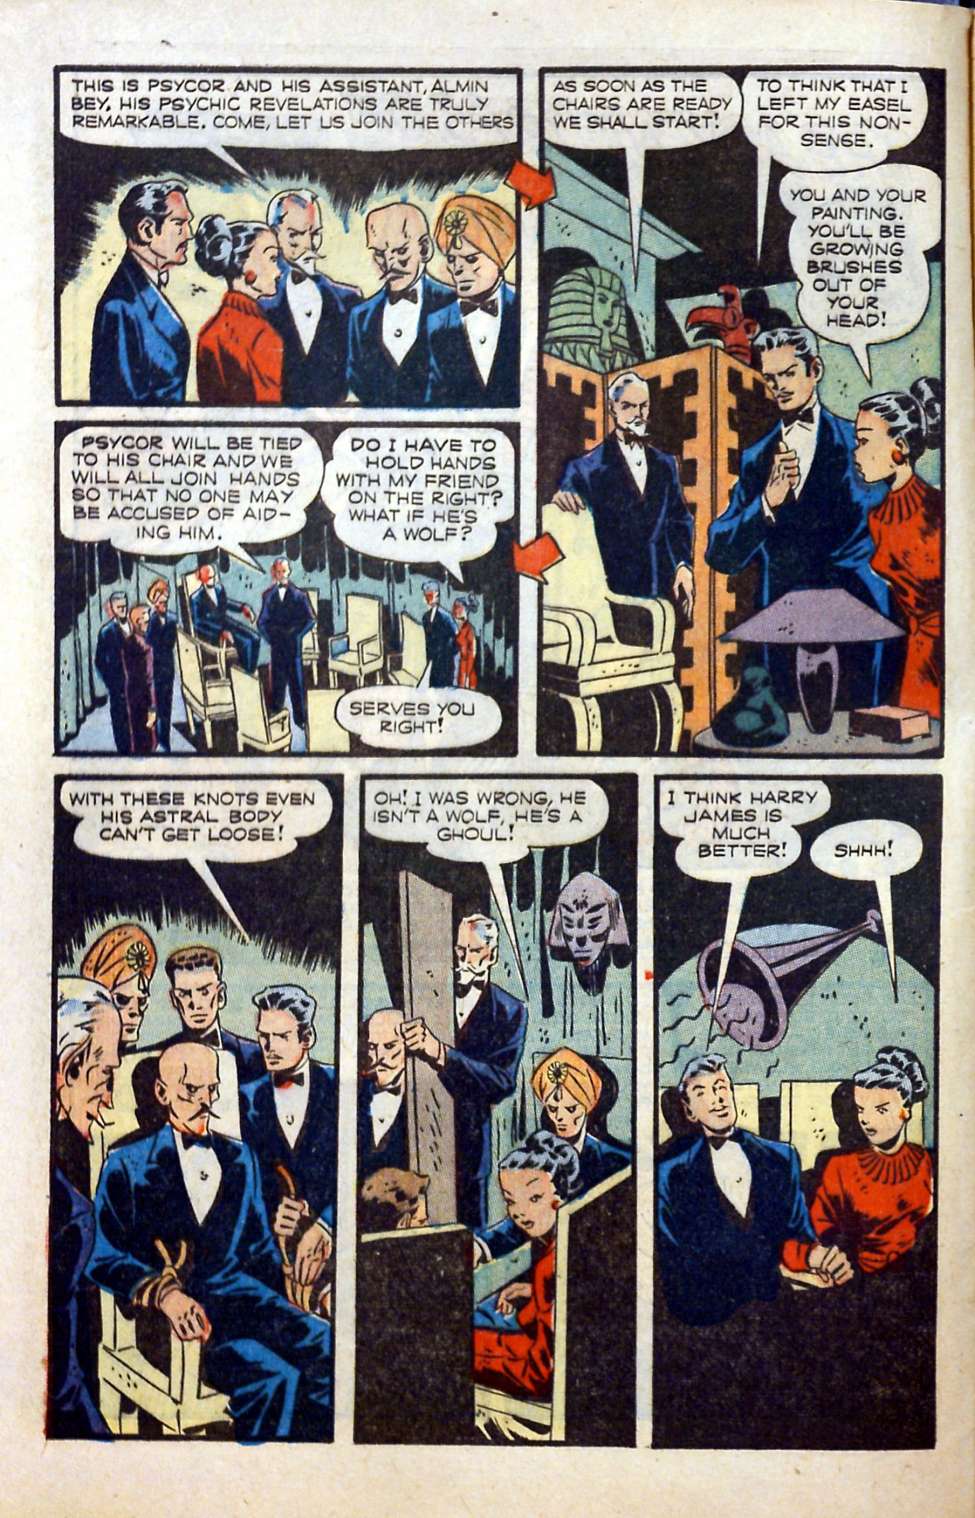 THIS IS PSYCOR AND HIS ASSISTANT, ALMIN
BEY. HIS PSYCHIC REVELATIONS ARE TRULY
REMARKABLE. COME, LET US JOIN THE OTHERS
AS SOON AS THE
CHAIRS ARE READY
WE SHALL START!
TO THINK THAT I
LEFT MY EASEL
FOR THIS NON-
SENSE.
YOU AND YOUR
PAINTING.
YOU'LL BE
GROWING
BRUSHES
OUT OF
YOUR
HEAD!
PSYCOR WILL BE TIED
TO HIS CHAIR AND WE
WILL ALL JOIN HANDS
SO THAT NO ONE MAY
BE ACCUSED OF AID-
ING HIM.
DO I HAVE TO
HOLD HANDS
WITH MY FRIEND
ON THE RIGHT?
WHAT IF HE'S
A WOLF?
SERVES YOU
RIGHT!
WITH THESE KNOTS EVEN
HIS ASTRAL BODY
CAN'T GET LOOSE!
OH! I WAS WRONG, HE
ISN'T A WOLF, HE'S A
GHOUL!
I THINK HARRY
JAMES IS
MUCH
BETTER!
SHHH!